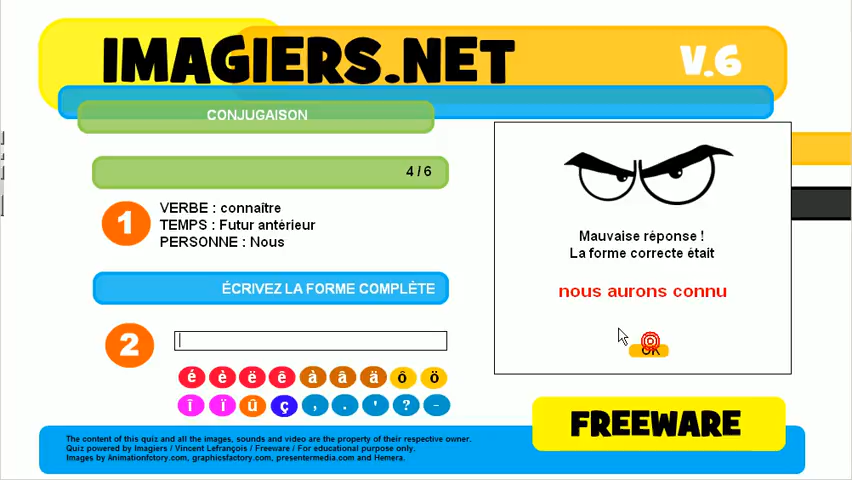 IMAGIERS.NET
V.6
CONJUGAISON
4 / 6
1
VERBE : connaître
TEMPS : Futur antérieur
PERSONNE : Nous
Mauvaise réponse !
La forme correcte était
nous aurons connu
OK
ÉCRIVEZ LA FORME COMPLÈTE
2
é è ë ê à â ä ô ö
î ï û ç , . ' ? -
FREEWARE
The content of this quiz and all the images, sounds and video are the property of their respective owner.
Quiz powered by Imagiers / Vincent Lefrançois / Freeware / For educational purpose only.
Images by Animationfctory.com, graphicsfactory.com, presentermedia.com and Hemera.